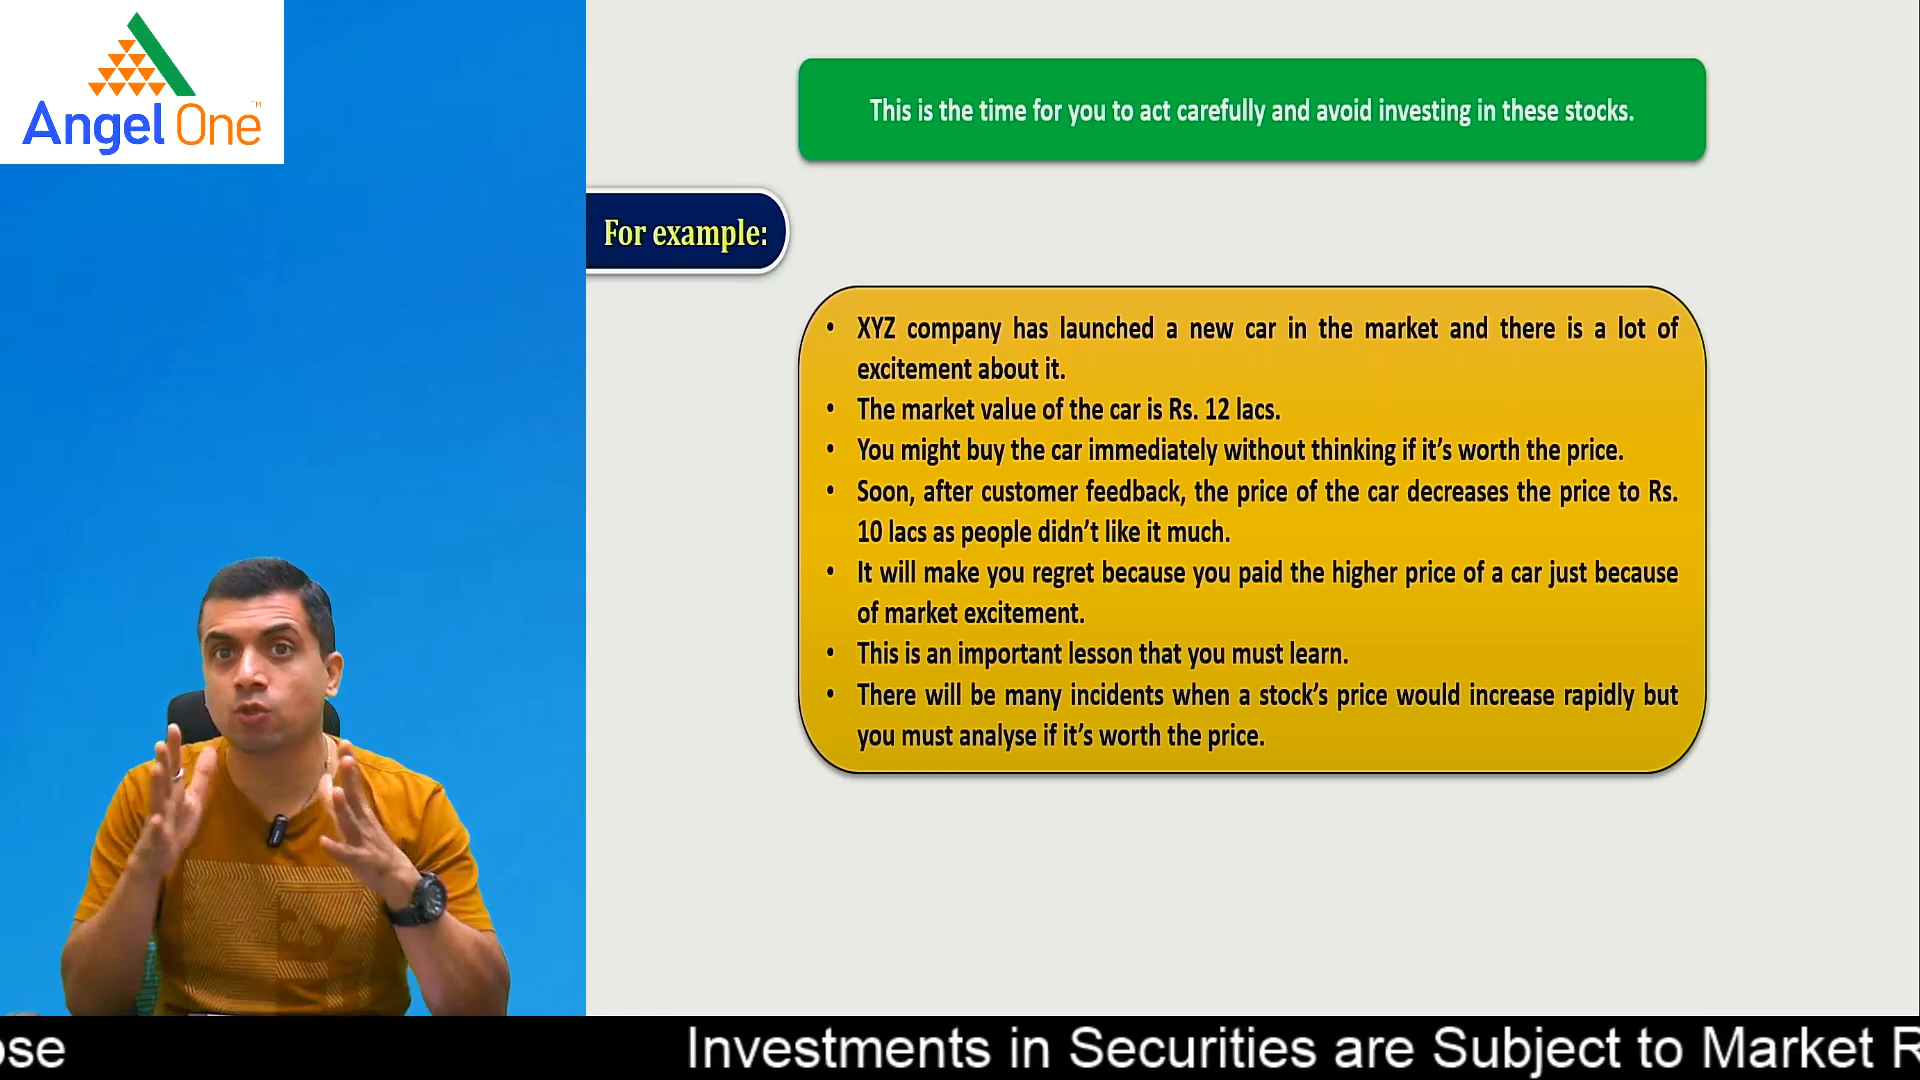 Angel One
TM
This is the time for you to act carefully and avoid investing in these stocks.
For example:
• XYZ company has launched a new car in the market and there is a lot of
excitement about it.
• The market value of the car is Rs. 12 lacs.
• You might buy the car immediately without thinking if it’s worth the price.
• Soon, after customer feedback, the price of the car decreases the price to Rs.
10 lacs as people didn’t like it much.
• It will make you regret because you paid the higher price of a car just because
of market excitement.
• This is an important lesson that you must learn.
• There will be many incidents when a stock’s price would increase rapidly but
you must analyse if it’s worth the price.
ose Investments in Securities are Subject to Market R